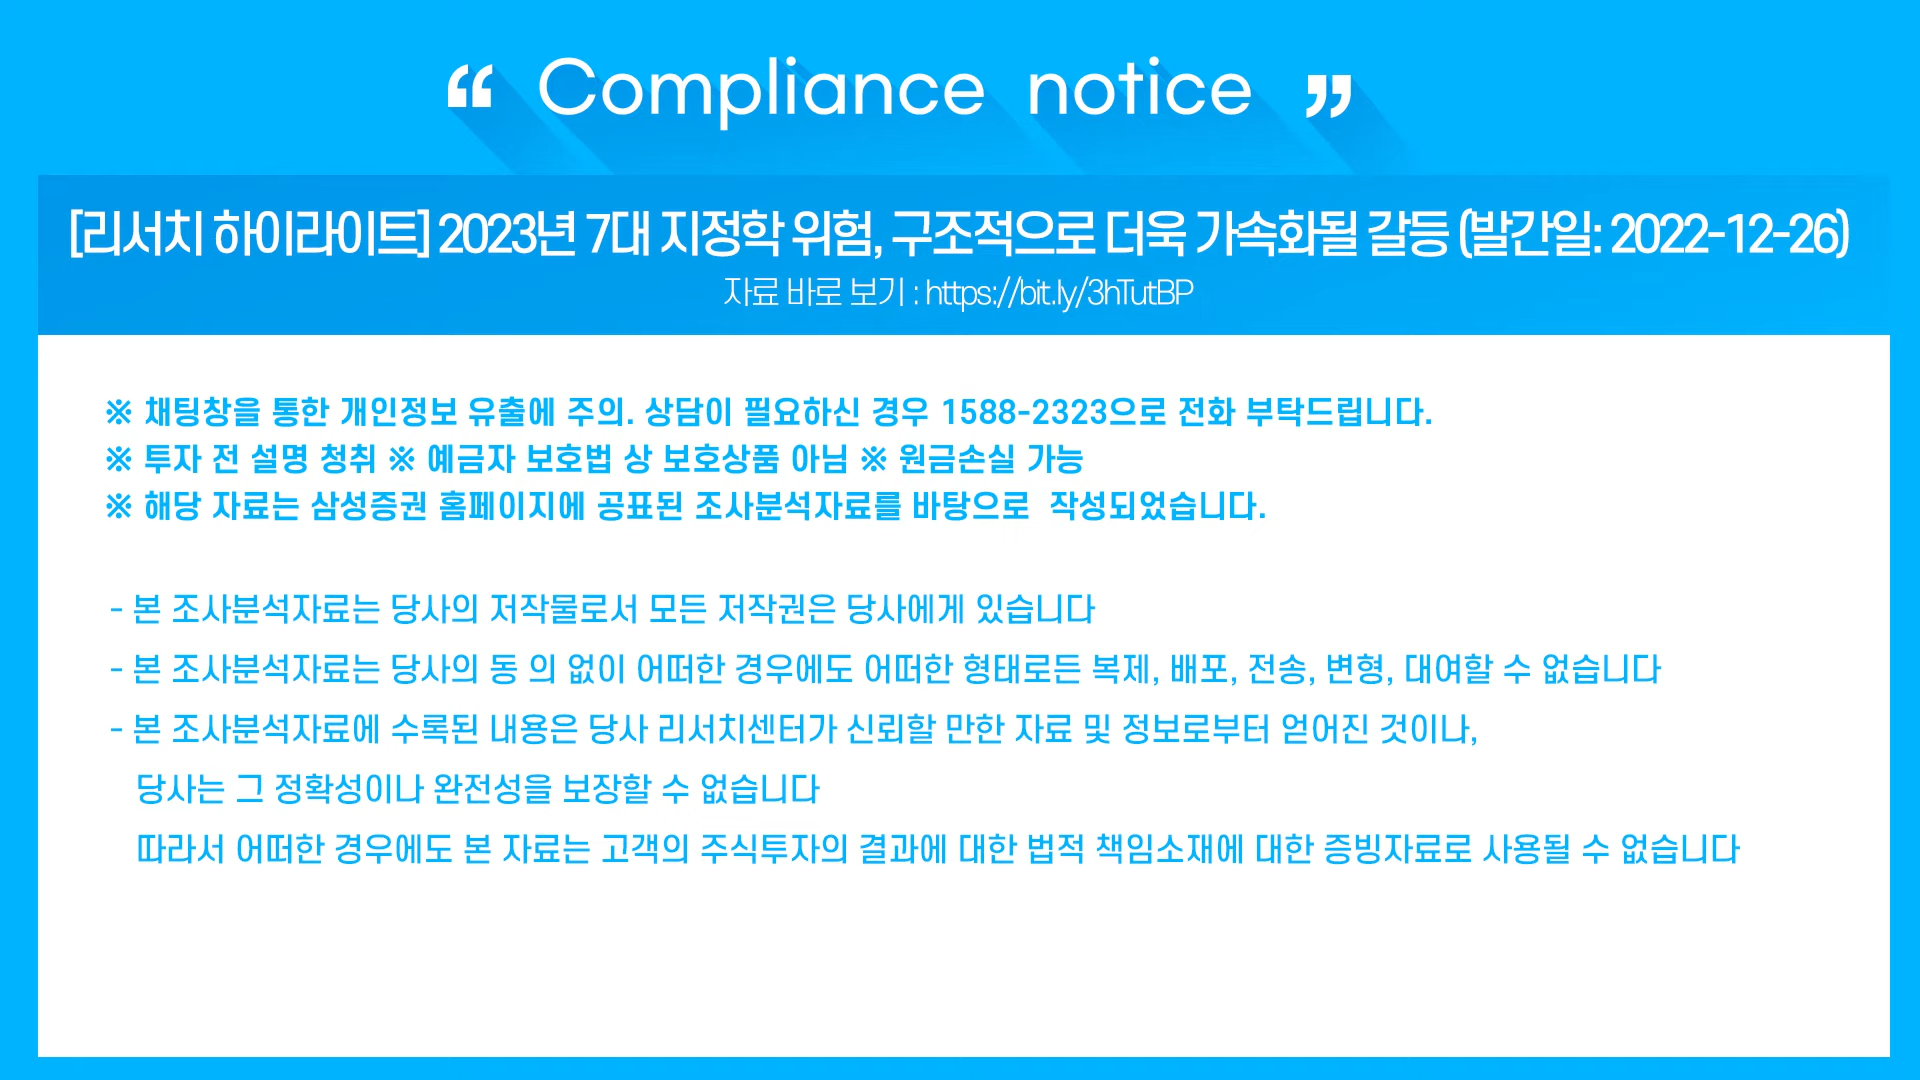 “ Compliance notice ”
[리서치 하이라이트] 2023년 7대 지정학 위험, 구조적으로 더욱 가속화될 갈등 (발간일: 2022-12-26)
자료 바로 보기 : https://bit.ly/3hTutBP
※ 채팅창을 통한 개인정보 유출에 주의. 상담이 필요하신 경우 1588-2323으로 전화 부탁드립니다.
※ 투자 전 설명 청취 ※ 예금자 보호법 상 보호상품 아님 ※ 원금손실 가능
※ 해당 자료는 삼성증권 홈페이지에 공표된 조사분석자료를 바탕으로 작성되었습니다.
- 본 조사분석자료는 당사의 저작물로서 모든 저작권은 당사에게 있습니다
- 본 조사분석자료는 당사의 동 의 없이 어떠한 경우에도 어떠한 형태로든 복제, 배포, 전송, 변형, 대여할 수 없습니다
- 본 조사분석자료에 수록된 내용은 당사 리서치센터가 신뢰할 만한 자료 및 정보로부터 얻어진 것이나,
당사는 그 정확성이나 완전성을 보장할 수 없습니다
따라서 어떠한 경우에도 본 자료는 고객의 주식투자의 결과에 대한 법적 책임소재에 대한 증빙자료로 사용될 수 없습니다